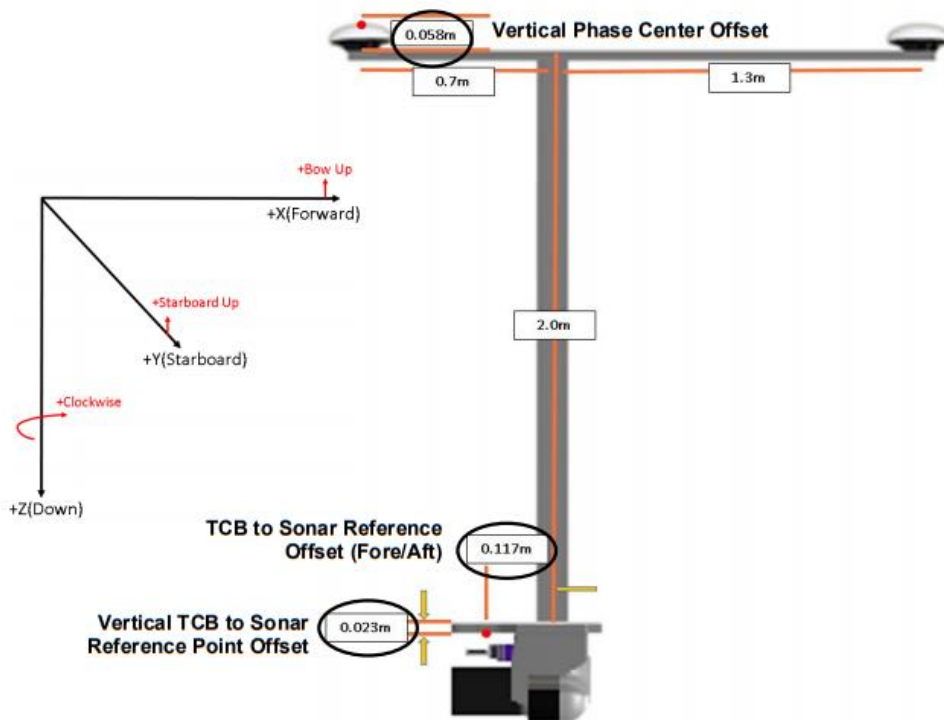 0.058m
Vertical Phase Center Offset
0.7m
1.3m
+Bow Up
+X(Forward)
+Starboard Up
+Y(Starboard)
2.0m
+Clockwise
+Z(Down)
TCB to Sonar Reference
Offset (Fore/Aft)
0.117m
Vertical TCB to Sonar
Reference Point Offset
0.023m